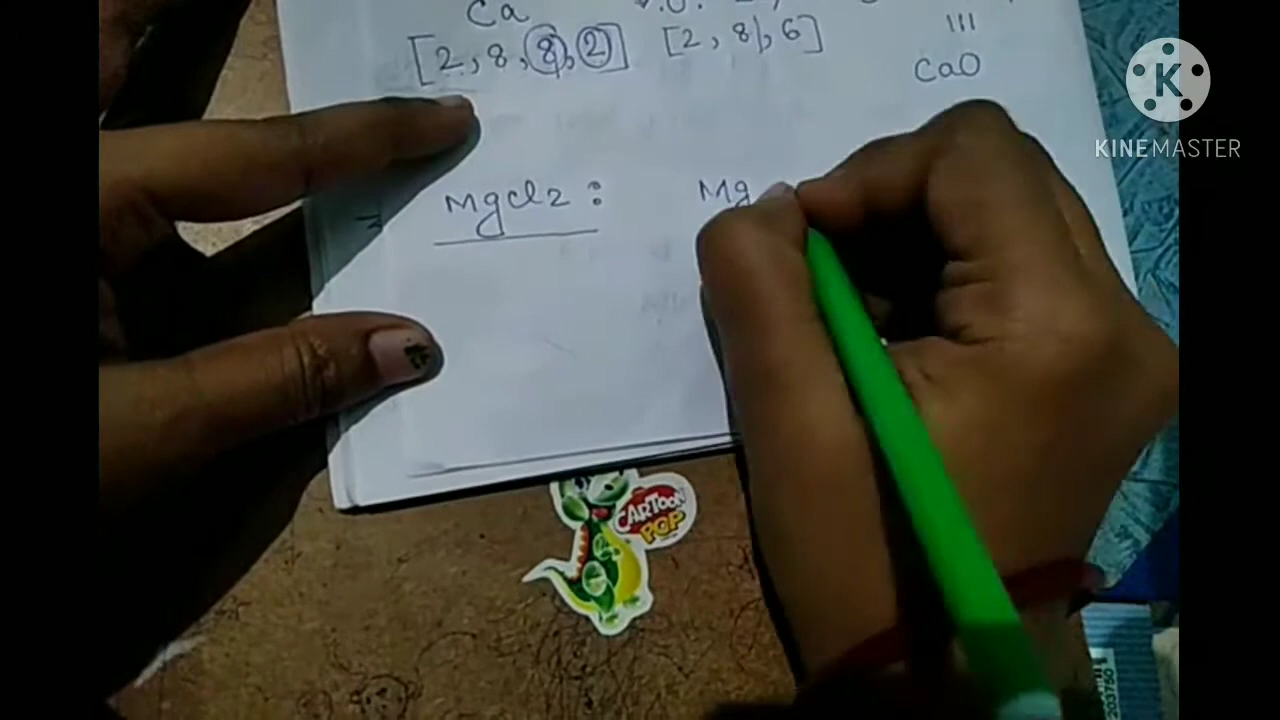 Ca
[2, 8, 8, 2] [2, 8, 6]
CaO
MgCl2 : Mg
K
KINEMASTER
CARTOON
POP